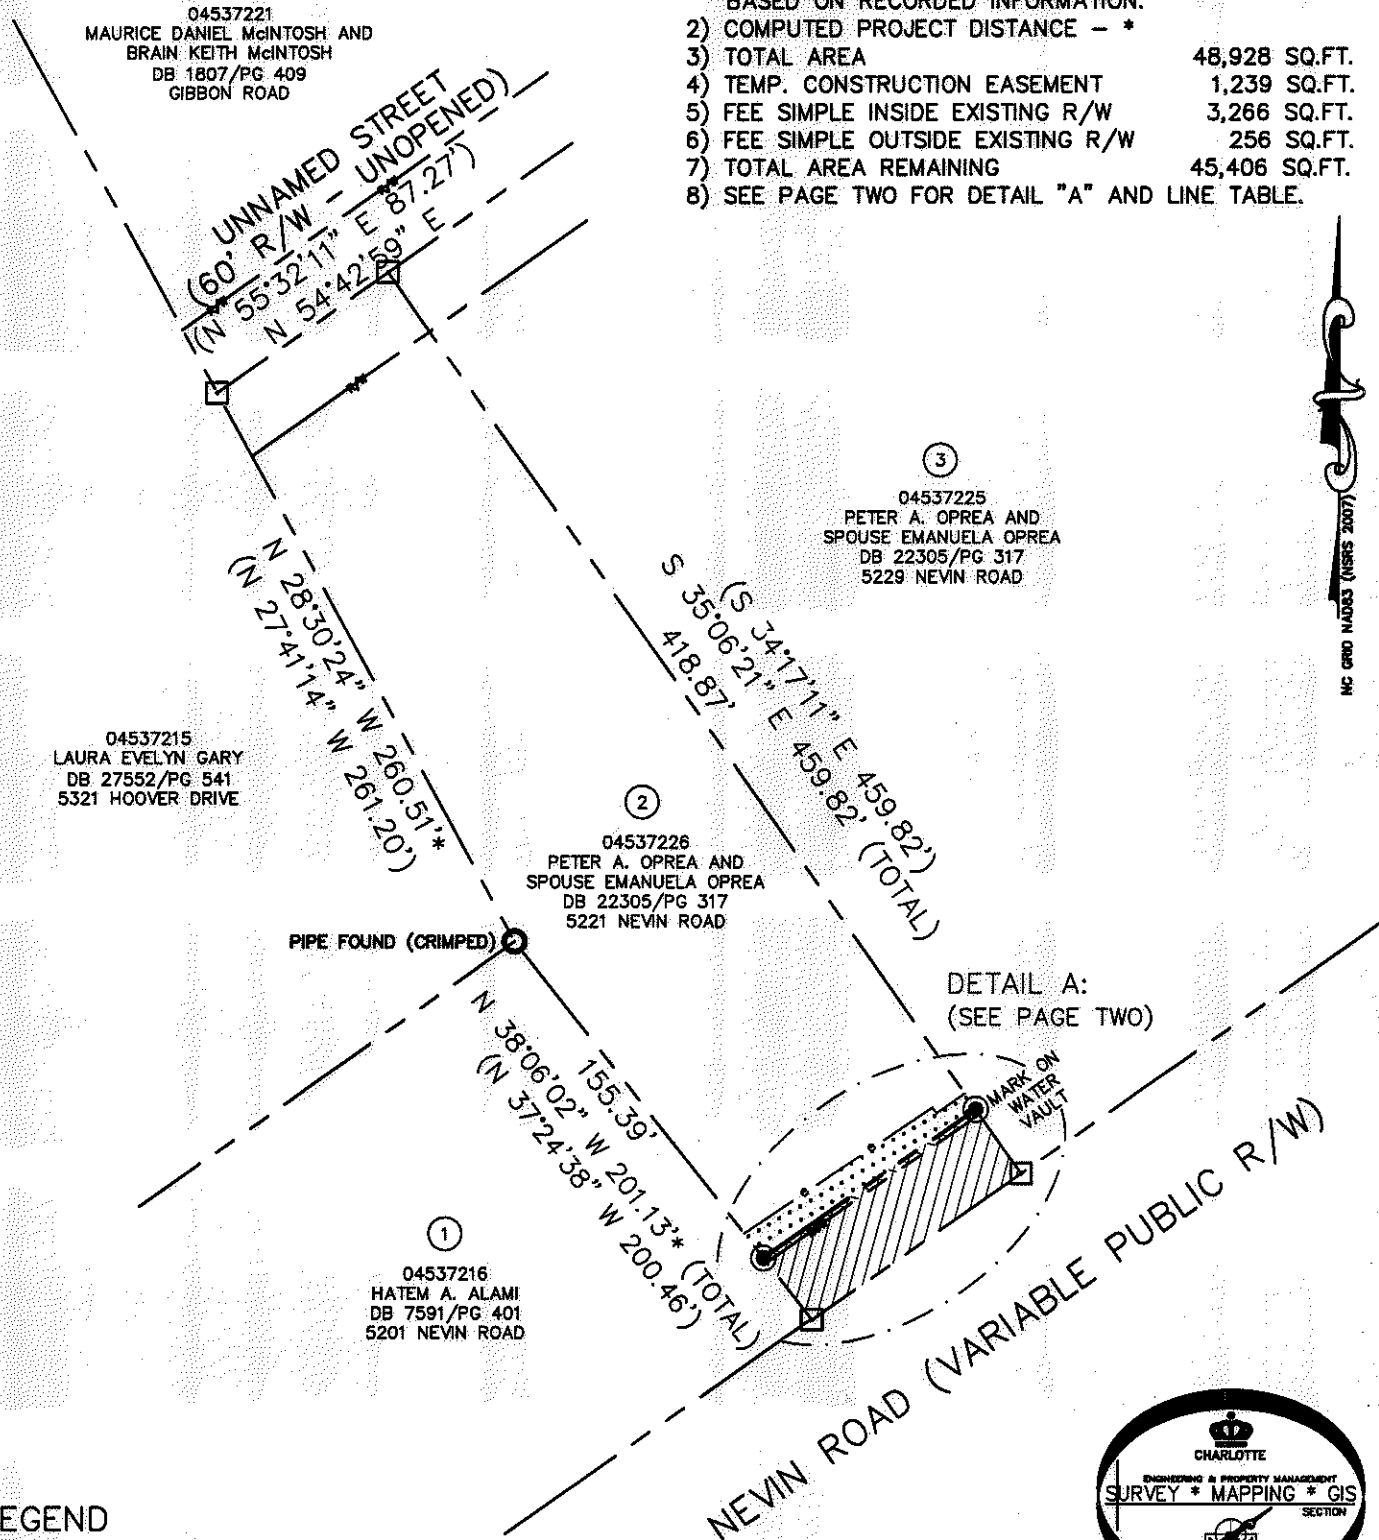 04537221
MAURICE DANIEL McINTOSH AND
BRAIN KEITH McINTOSH
DB 1807/PG 409
GIBBON ROAD
BASED ON RECORDED INFORMATION.
2) COMPUTED PROJECT DISTANCE – *
3) TOTAL AREA 48,928 SQ.FT.
4) TEMP. CONSTRUCTION EASEMENT 1,239 SQ.FT.
5) FEE SIMPLE INSIDE EXISTING R/W 3,266 SQ.FT.
6) FEE SIMPLE OUTSIDE EXISTING R/W 256 SQ.FT.
7) TOTAL AREA REMAINING 45,406 SQ.FT.
8) SEE PAGE TWO FOR DETAIL "A" AND LINE TABLE.
UNNAMED STREET
(60' R/W – UNOPENED)
(N 55°32'11" E 87.27')
N 54°42'59" E
NC GRID NAD83 (NSRS 2007)
3
04537225
PETER A. OPREA AND
SPOUSE EMANUELA OPREA
DB 22305/PG 317
5229 NEVIN ROAD
N 28°30'24" W 260.51'*
(N 27°41'14" W 261.20')
(S 34°17'11" E 459.82')
S 35°06'21" E 459.82' (TOTAL)
418.87'
04537215
LAURA EVELYN GARY
DB 27552/PG 541
5321 HOOVER DRIVE
2
04537226
PETER A. OPREA AND
SPOUSE EMANUELA OPREA
DB 22305/PG 317
5221 NEVIN ROAD
PIPE FOUND (CRIMPED)
DETAIL A:
(SEE PAGE TWO)
155.39'
N 38°06'02" W 201.13'* (TOTAL)
(N 37°24'38" W 200.46')
MARK ON
WATER
VAULT
1
04537216
HATEM A. ALAMI
DB 7591/PG 401
5201 NEVIN ROAD
NEVIN ROAD (VARIABLE PUBLIC R/W)
CHARLOTTE
ENGINEERING & PROPERTY MANAGEMENT
SURVEY * MAPPING * GIS
SECTION
EGEND